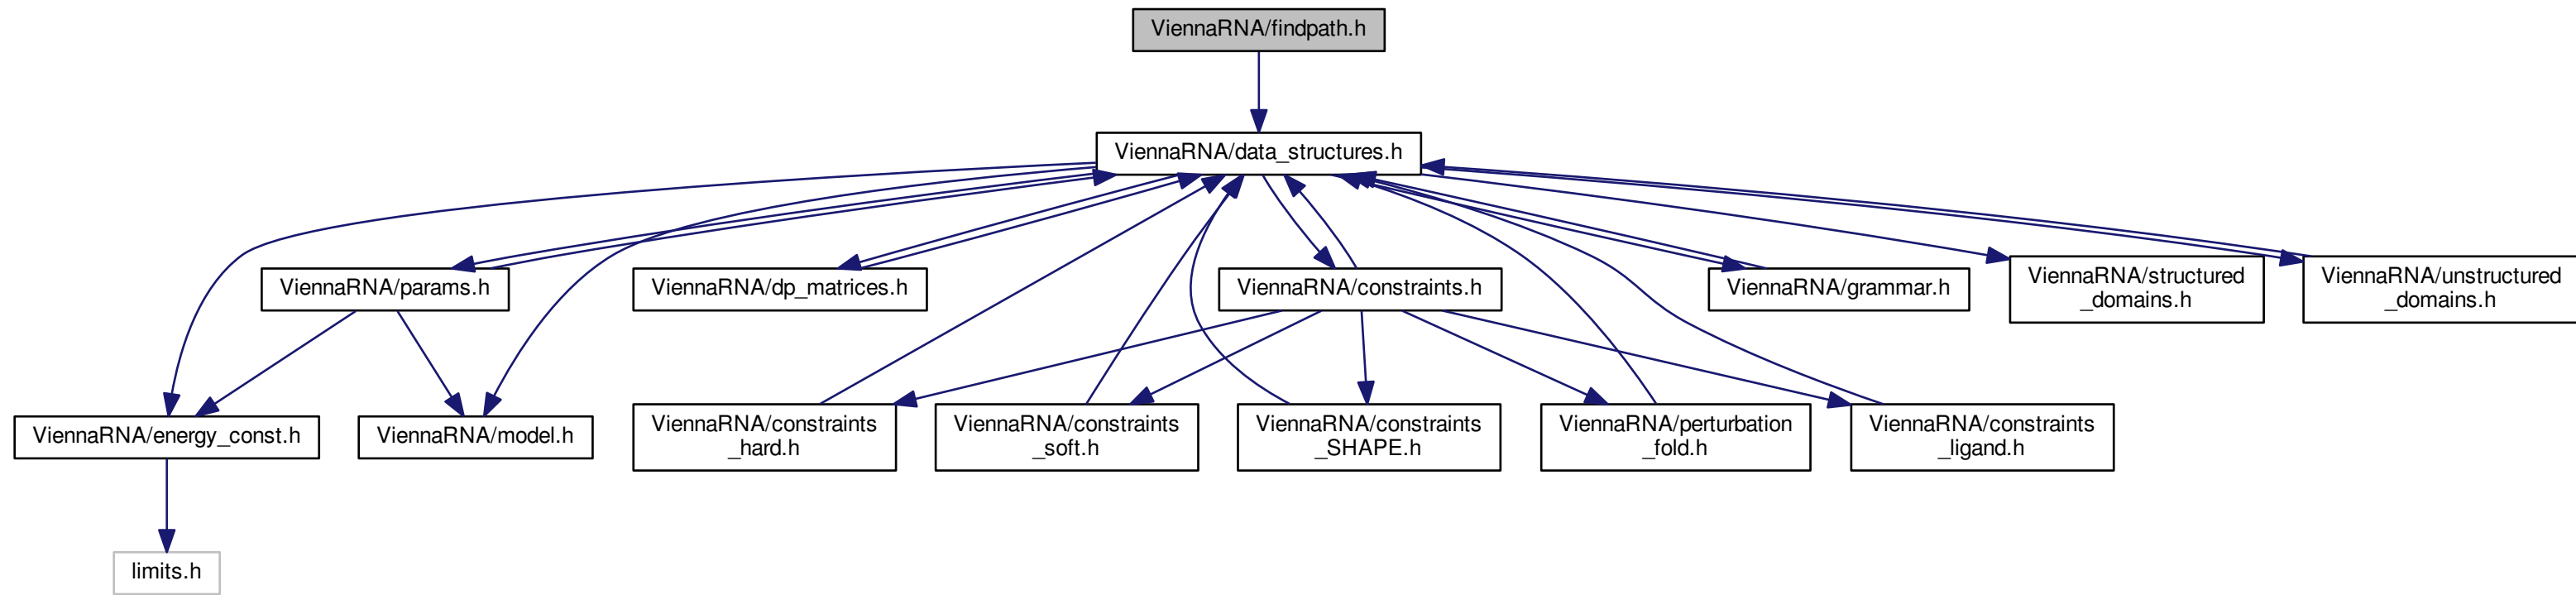 ViennaRNA/findpath.h
ViennaRNA/data_structures.h
ViennaRNA/params.h
ViennaRNA/dp_matrices.h
ViennaRNA/constraints.h
ViennaRNA/grammar.h
ViennaRNA/structured
_domains.h
ViennaRNA/unstructured
_domains.h
ViennaRNA/energy_const.h
ViennaRNA/model.h
ViennaRNA/constraints
_hard.h
ViennaRNA/constraints
_soft.h
ViennaRNA/constraints
_SHAPE.h
ViennaRNA/perturbation
_fold.h
ViennaRNA/constraints
_ligand.h
limits.h